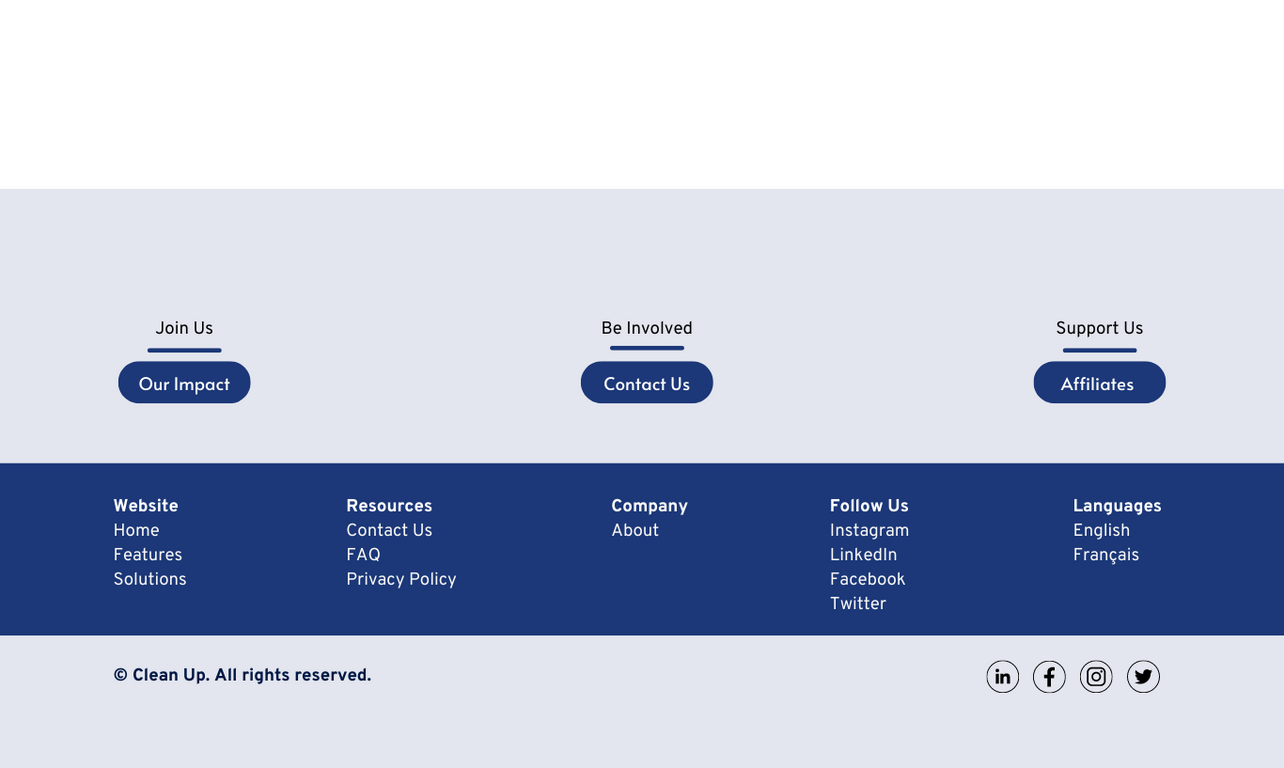 Join Us
Our Impact
Be Involved
Contact Us
Support Us
Affiliates
Website
Home
Features
Solutions
Resources
Contact Us
FAQ
Privacy Policy
Company
About
Follow Us
Instagram
LinkedIn
Facebook
Twitter
Languages
English
Français
© Clean Up. All rights reserved.
in
f